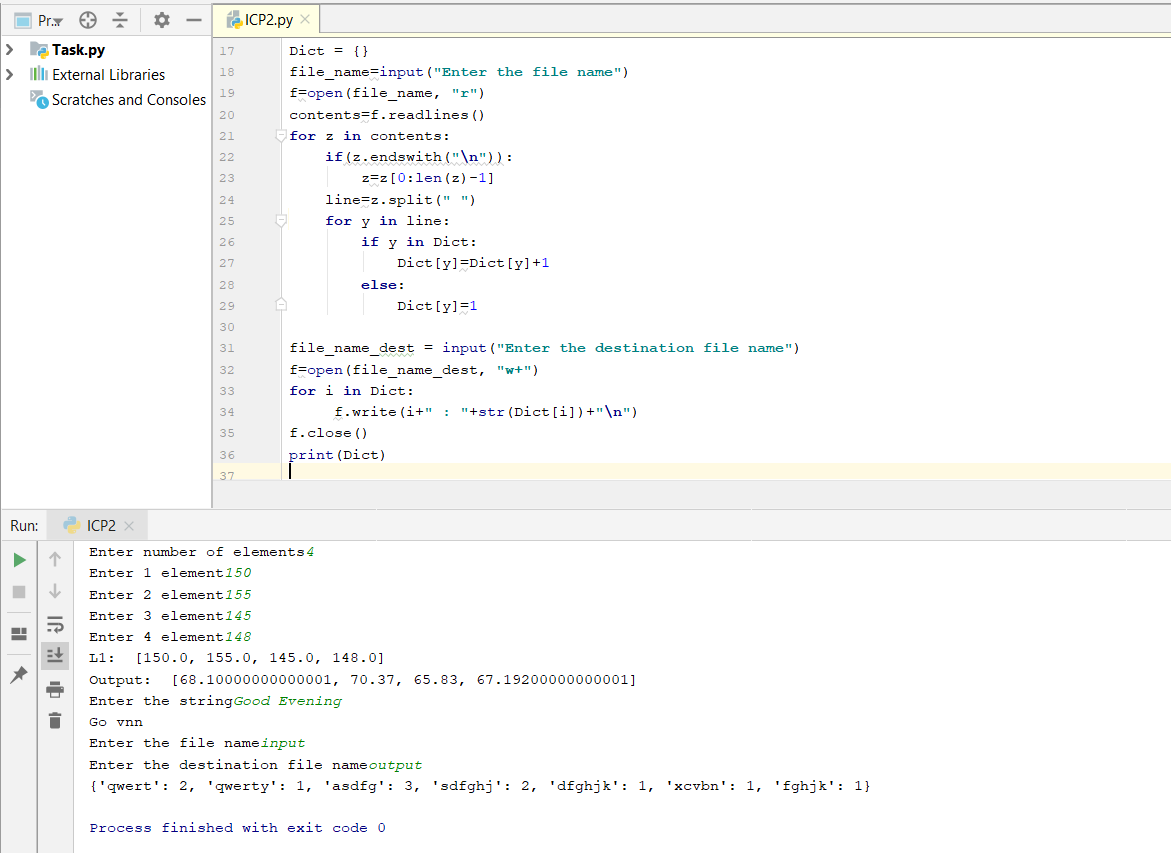 Pr...
ICP2.py
Task.py
External Libraries
Scratches and Consoles
17 Dict = {}
18 file_name=input("Enter the file name")
19 f=open(file_name, "r")
20 contents=f.readlines()
21 for z in contents:
22     if(z.endswith("\n")):
23         z=z[0:len(z)-1]
24     line=z.split(" ")
25     for y in line:
26         if y in Dict:
27             Dict[y]=Dict[y]+1
28         else:
29             Dict[y]=1
30
31 file_name_dest = input("Enter the destination file name")
32 f=open(file_name_dest, "w+")
33 for i in Dict:
34      f.write(i+" : "+str(Dict[i])+"\n")
35 f.close()
36 print(Dict)
37
Run: ICP2
Enter number of elements4
Enter 1 element150
Enter 2 element155
Enter 3 element145
Enter 4 element148
L1:  [150.0, 155.0, 145.0, 148.0]
Output:  [68.10000000000001, 70.37, 65.83, 67.19200000000001]
Enter the stringGood Evening
Go vnn
Enter the file nameinput
Enter the destination file nameoutput
{'qwert': 2, 'qwerty': 1, 'asdfg': 3, 'sdfghj': 2, 'dfghjk': 1, 'xcvbn': 1, 'fghjk': 1}
Process finished with exit code 0